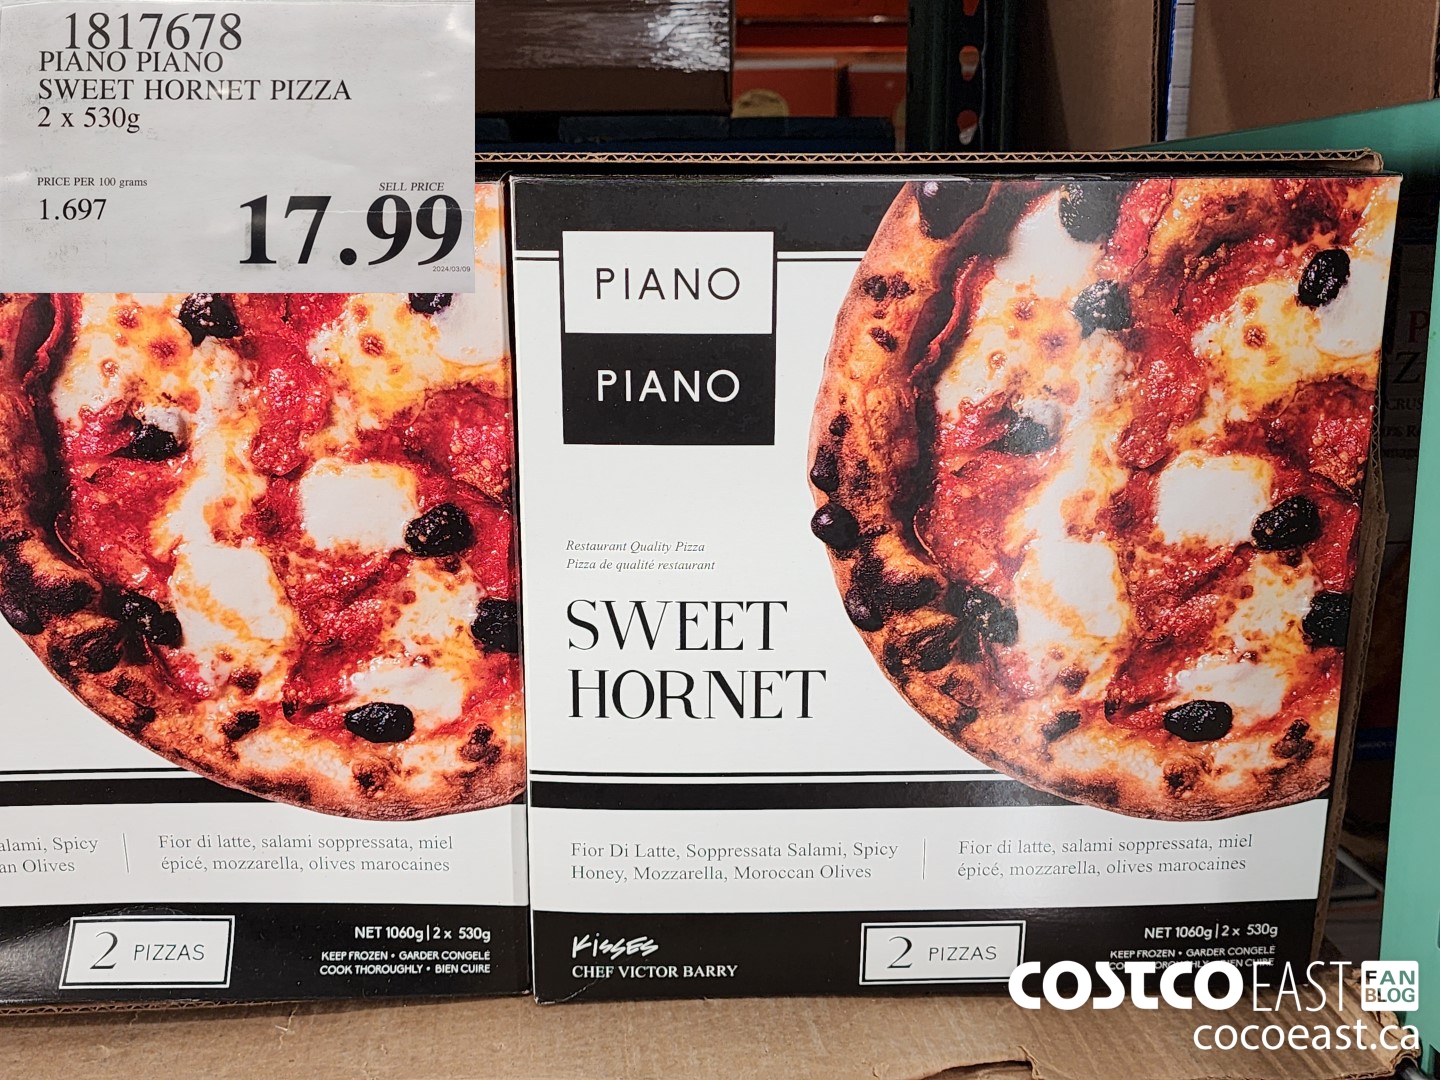 1817678
PIANO PIANO
SWEET HORNET PIZZA
2 x 530g
PRICE PER 100 grams
1.697
SELL PRICE
17.99
2024/03/09
PIANO
PIANO
Restaurant Quality Pizza
Pizza de qualité restaurant
SWEET
HORNET
alami, Spicy
an Olives
Fior di latte, salami soppressata, miel
épicé, mozzarella, olives marocaines
2 PIZZAS
NET 1060g | 2 x 530g
KEEP FROZEN • GARDER CONGELÉ
COOK THOROUGHLY • BIEN CUIRE
Fior Di Latte, Soppressata Salami, Spicy
Honey, Mozzarella, Moroccan Olives
Fior di latte, salami soppressata, miel
épicé, mozzarella, olives marocaines
Kisses
CHEF VICTOR BARRY
2 PIZZAS
NET 1060g | 2 x 530g
KEEP FROZEN • GARDER CONGELÉ
COSTCO EAST FAN BLOG
cocoeast.ca